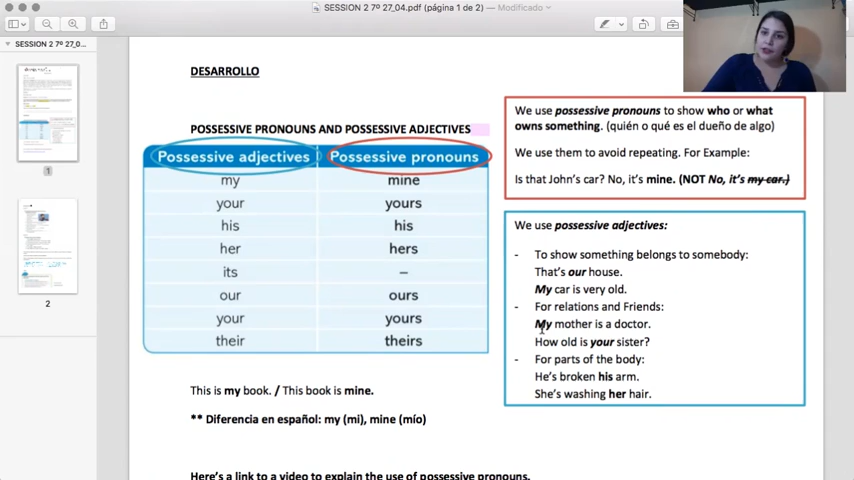 SESSION 2 7º 27_04.pdf (página 1 de 2) — Modificado
SESSION 2 7º 27_0...
1
2
DESARROLLO
POSSESSIVE PRONOUNS AND POSSESSIVE ADJECTIVES
Possessive adjectives Possessive pronouns
my mine
your yours
his his
her hers
its –
our ours
your yours
their theirs
This is my book. / This book is mine.
** Diferencia en español: my (mi), mine (mío)
Here's a link to a video to explain the use of possessive pronouns.
We use possessive pronouns to show who or what
owns something. (quién o qué es el dueño de algo)
We use them to avoid repeating. For Example:
Is that John's car? No, it's mine. (NOT No, it's my car.)
We use possessive adjectives:
- To show something belongs to somebody:
That's our house.
My car is very old.
- For relations and Friends:
My mother is a doctor.
How old is your sister?
- For parts of the body:
He's broken his arm.
She's washing her hair.